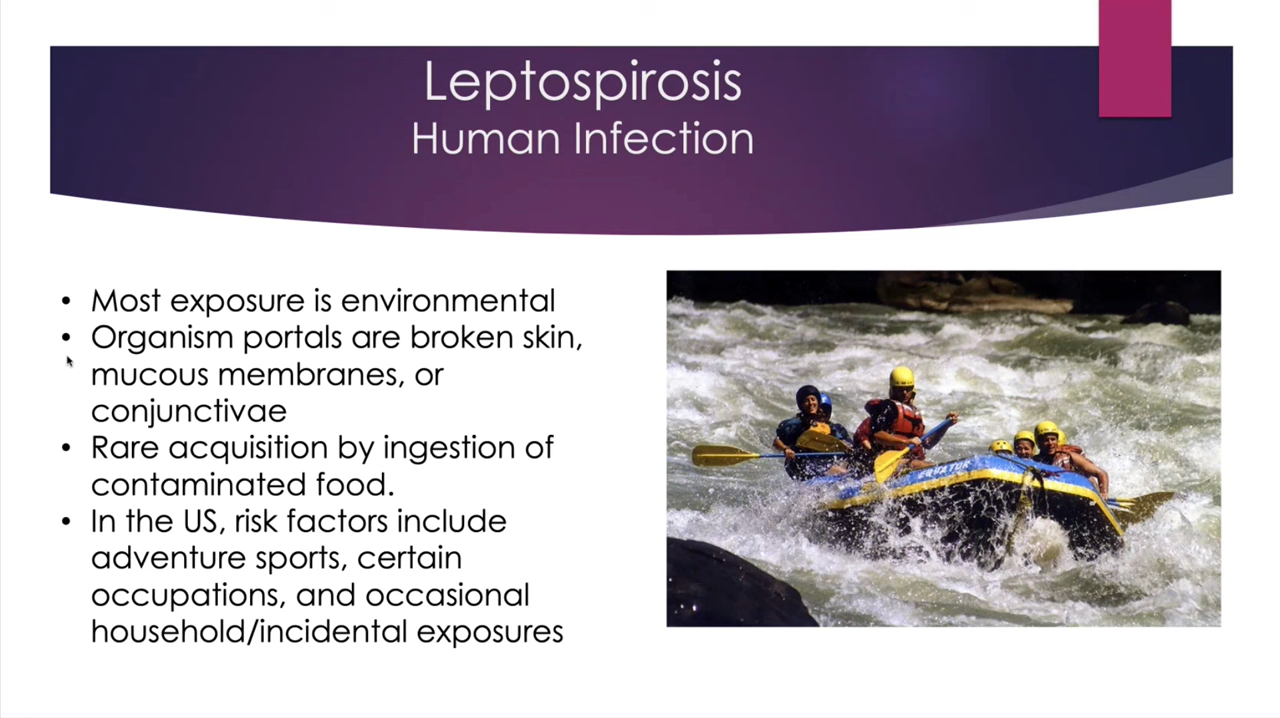 Leptospirosis
Human Infection
• Most exposure is environmental
• Organism portals are broken skin,
mucous membranes, or
conjunctivae
• Rare acquisition by ingestion of
contaminated food.
• In the US, risk factors include
adventure sports, certain
occupations, and occasional
household/incidental exposures
EQUATOR